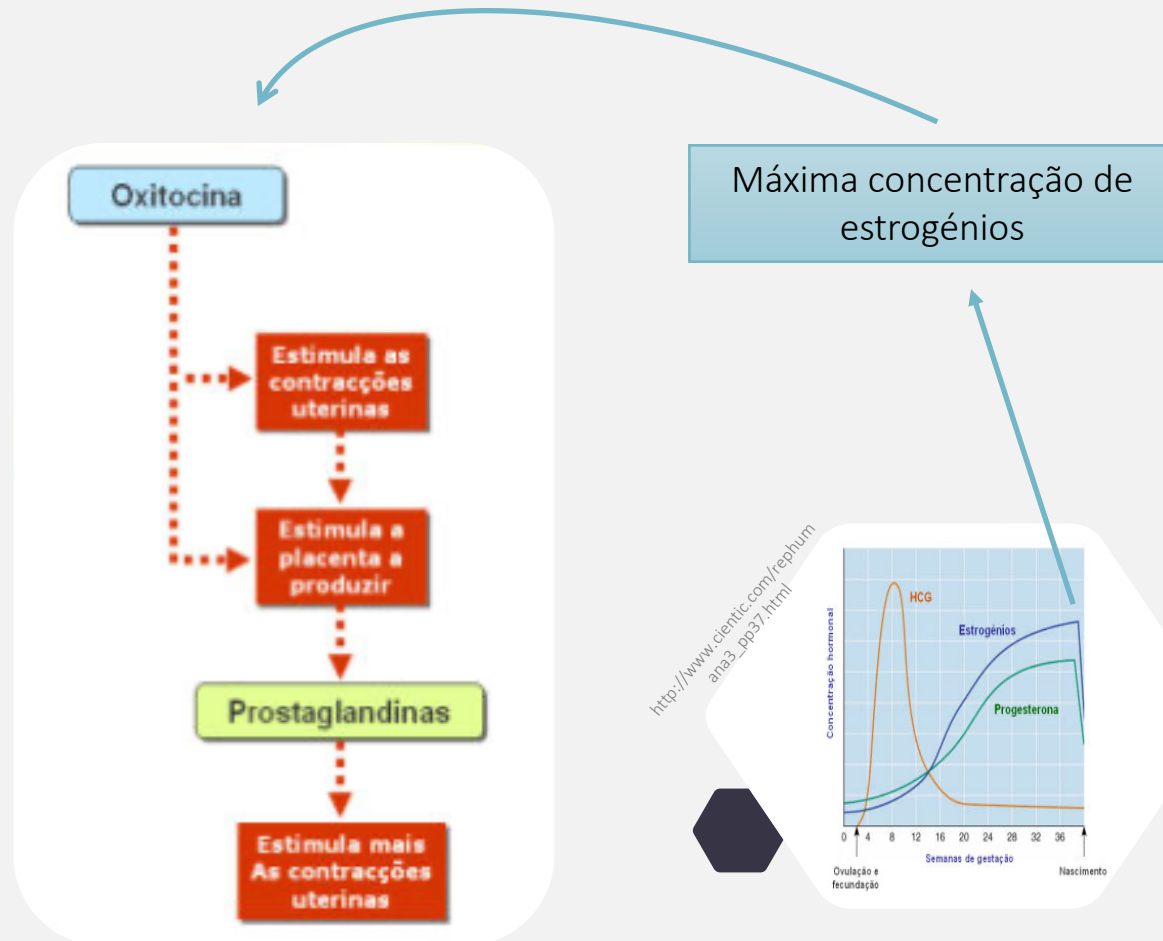 Oxitocina
Estimula as
contracções
uterinas
Estimula a
placenta a
produzir
Prostaglandinas
Estimula mais
As contracções
uterinas
Máxima concentração de
estrogénios
http://www.cientic.com/rephum
ana3_pp37.html
Concentração hormonal
HCG
Estrogénios
Progesterona
0 4 8 12 16 20 24 28 32 36
Semanas de gestação
Ovulação e
fecundação
Nascimento